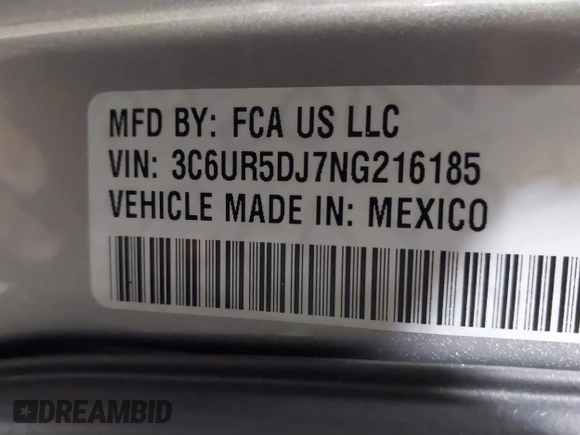 MFD BY: FCA US LLC
VIN: 3C6UR5DJ7NG216185
VEHICLE MADE IN: MEXICO
DREAMBID